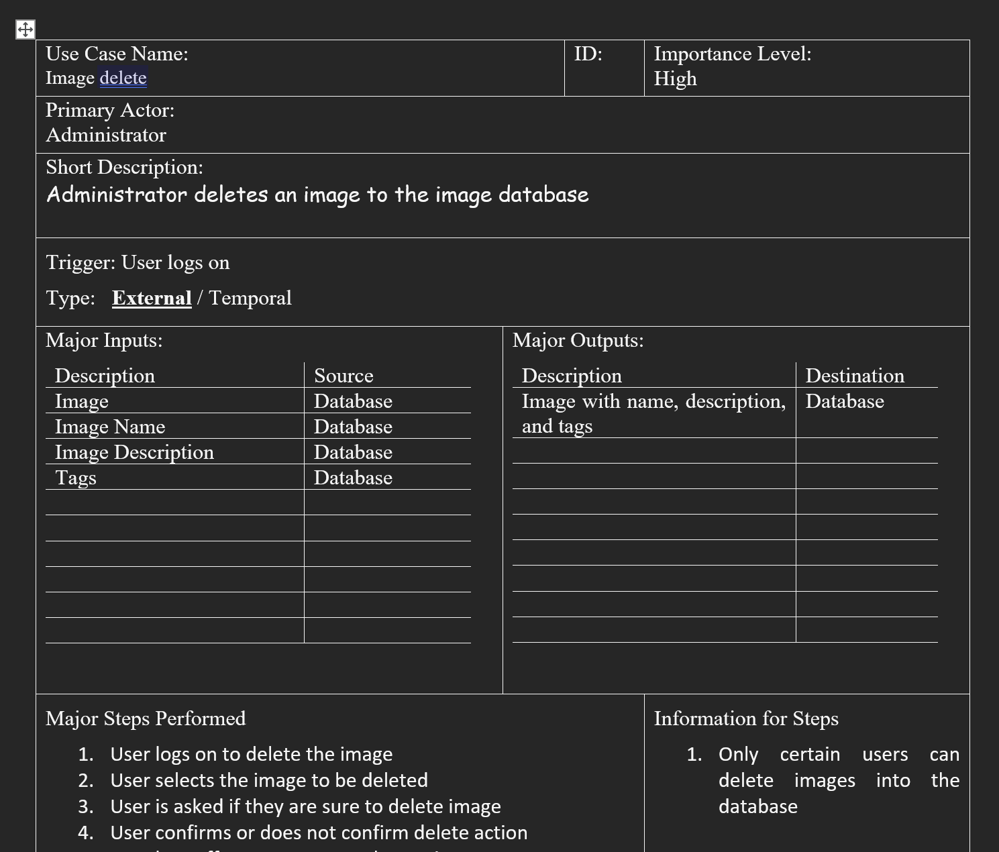 Use Case Name:
Image delete
ID:
Importance Level:
High
Primary Actor:
Administrator
Short Description:
Administrator deletes an image to the image database
Trigger: User logs on
Type: External / Temporal
Major Inputs:
Description Source
Image Database
Image Name Database
Image Description Database
Tags Database
Major Outputs:
Description Destination
Image with name, description, Database
and tags
Major Steps Performed
1. User logs on to delete the image
2. User selects the image to be deleted
3. User is asked if they are sure to delete image
4. User confirms or does not confirm delete action
Information for Steps
1. Only certain users can
delete images into the
database